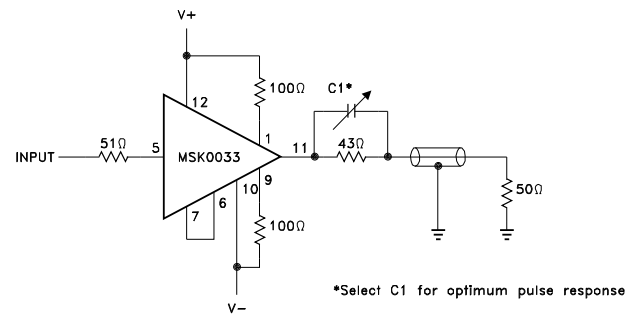 V+
100Ω
C1*
12
1
51Ω
5
11
43Ω
INPUT
MSK0033
10
9
7
6
50Ω
100Ω
V-
*Select C1 for optimum pulse response